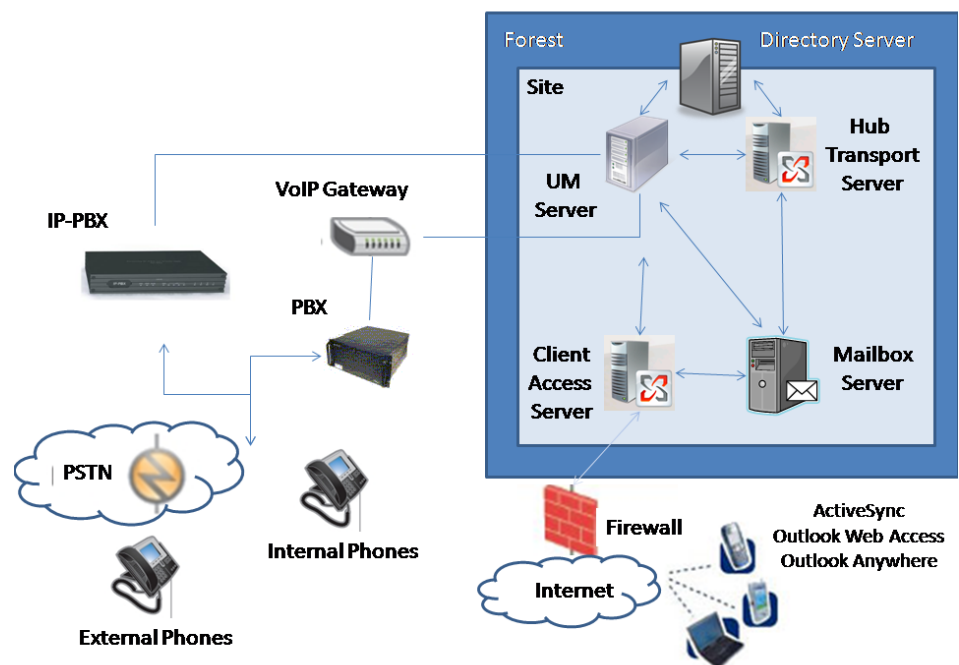 Forest
Directory Server
Site
Hub
Transport
Server
UM
Server
VoIP Gateway
IP-PBX
PBX
Client
Access
Server
Mailbox
Server
PSTN
Internal Phones
External Phones
Firewall
Internet
ActiveSync
Outlook Web Access
Outlook Anywhere